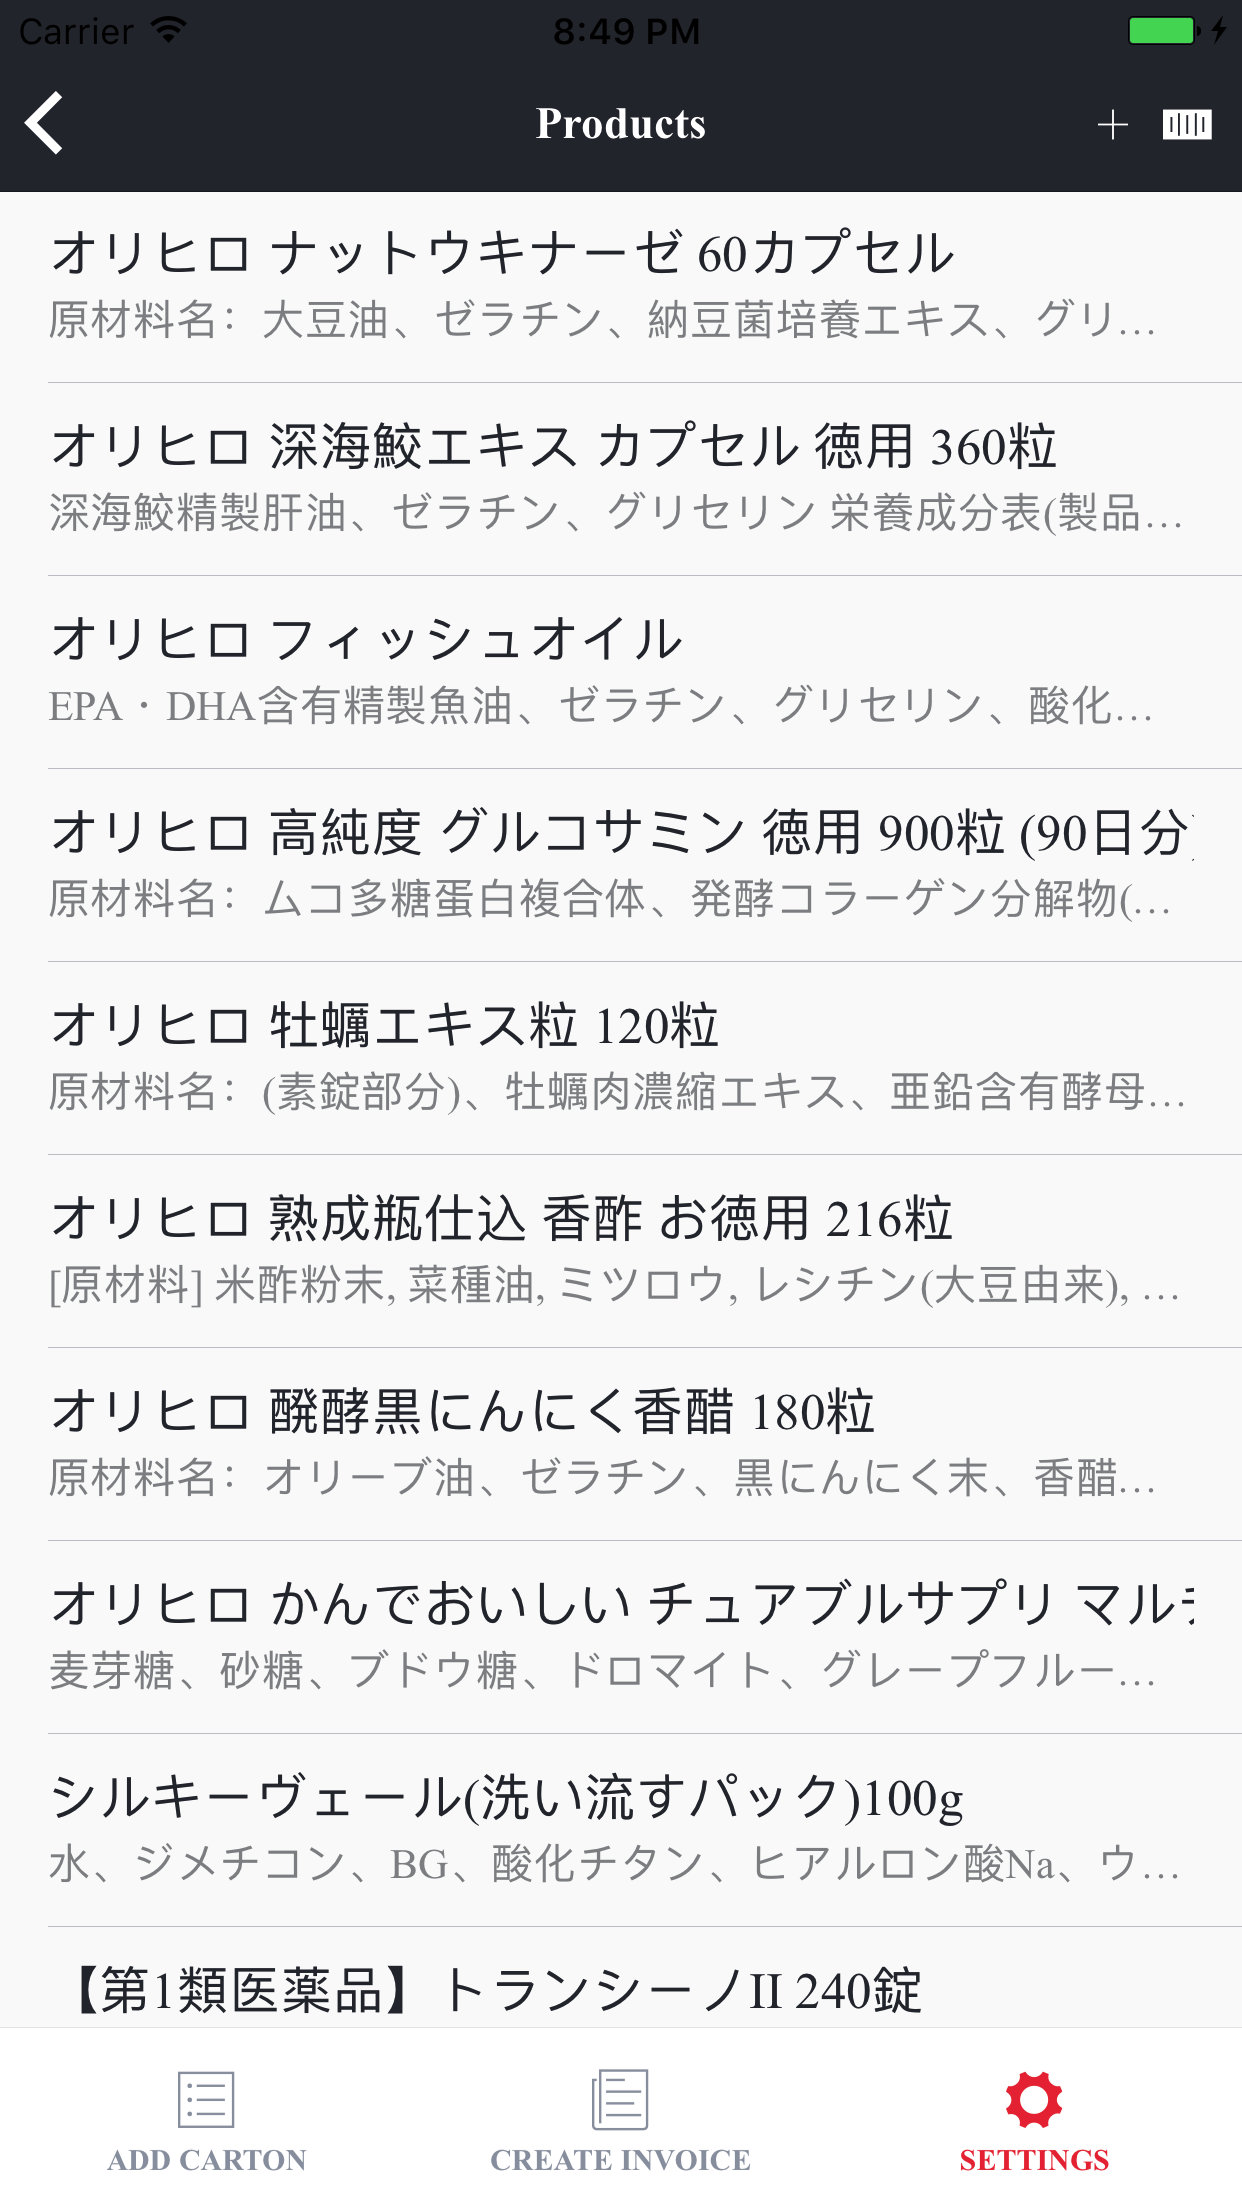 Carrier 8:49 PM
Products
オリヒロ ナットウキナーゼ 60カプセル
原材料名：大豆油、ゼラチン、納豆菌培養エキス、グリ…
オリヒロ 深海鮫エキス カプセル 徳用 360粒
深海鮫精製肝油、ゼラチン、グリセリン 栄養成分表(製品…
オリヒロ フィッシュオイル
EPA・DHA含有精製魚油、ゼラチン、グリセリン、酸化…
オリヒロ 高純度 グルコサミン 徳用 900粒 (90日分)
原材料名：ムコ多糖蛋白複合体、発酵コラーゲン分解物(…
オリヒロ 牡蠣エキス粒 120粒
原材料名：(素錠部分)、牡蠣肉濃縮エキス、亜鉛含有酵母…
オリヒロ 熟成瓶仕込 香酢 お徳用 216粒
[原材料] 米酢粉末, 菜種油, ミツロウ, レシチン(大豆由来), …
オリヒロ 醗酵黒にんにく香醋 180粒
原材料名：オリーブ油、ゼラチン、黒にんにく末、香醋…
オリヒロ かんでおいしい チュアブルサプリ マル
麦芽糖、砂糖、ブドウ糖、ドロマイト、グレープフルー…
シルキーヴェール(洗い流すパック)100g
水、ジメチコン、BG、酸化チタン、ヒアルロン酸Na、ウ…
【第1類医薬品】トランシーノII 240錠
ADD CARTON CREATE INVOICE SETTINGS